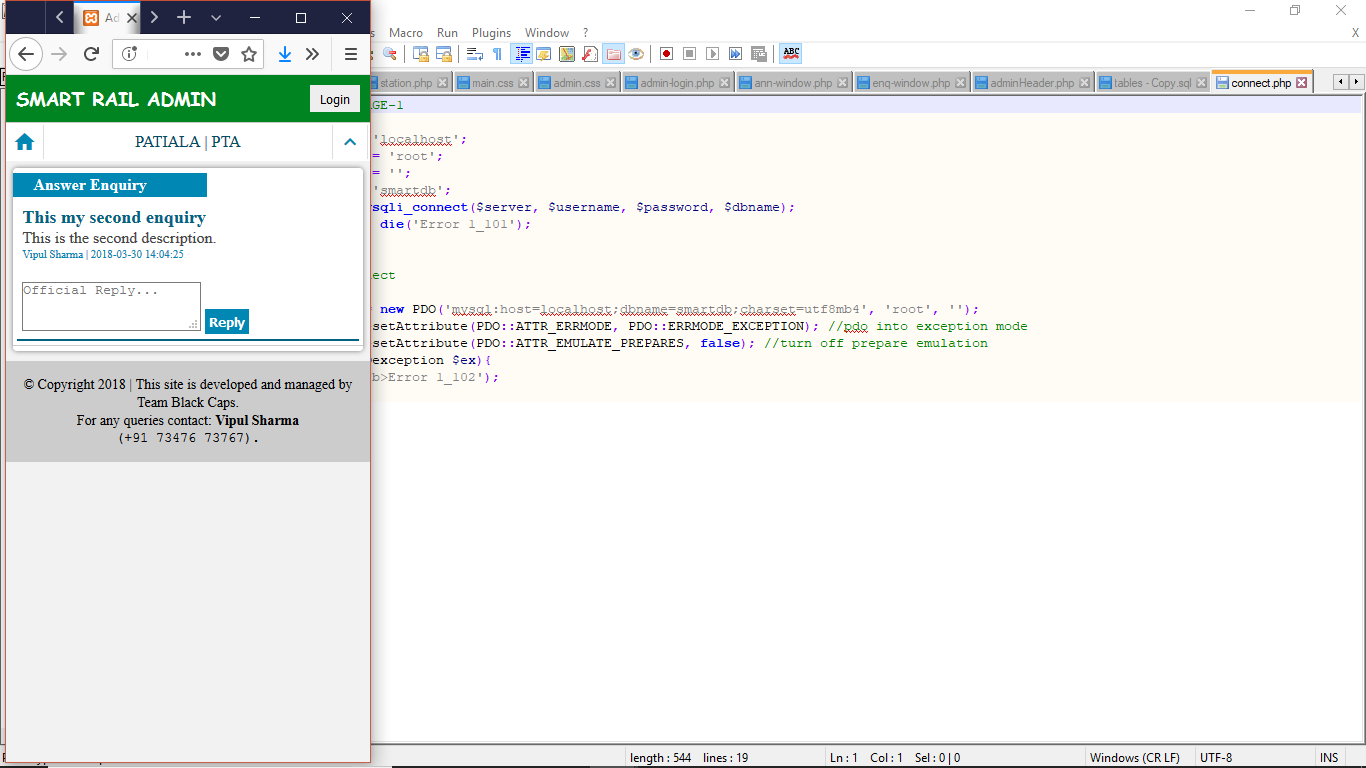 Ad
SMART RAIL ADMIN
Login
PATIALA | PTA
Answer Enquiry
This my second enquiry
This is the second description.
Vipul Sharma | 2018-03-30 14:04:25
Official Reply...
Reply
© Copyright 2018 | This site is developed and managed by
Team Black Caps.
For any queries contact: Vipul Sharma
(+91 73476 73767).
s Macro Run Plugins Window ? X
ABC
station.php main.css admin.css admin-login.php ann-window.php enq-window.php adminHeader.php tables - Copy.sql connect.php
GE-1
'localhost';
= 'root';
= '';
'smartdb';
sqli_connect($server, $username, $password, $dbname);
die('Error 1_101');
ect
new PDO('mysql:host=localhost;dbname=smartdb;charset=utf8mb4', 'root', '');
setAttribute(PDO::ATTR_ERRMODE, PDO::ERRMODE_EXCEPTION); //pdo into exception mode
setAttribute(PDO::ATTR_EMULATE_PREPARES, false); //turn off prepare emulation
exception $ex){
b>Error 1_102');
length : 544 lines : 19 Ln : 1 Col : 1 Sel : 0 | 0 Windows (CR LF) UTF-8 INS